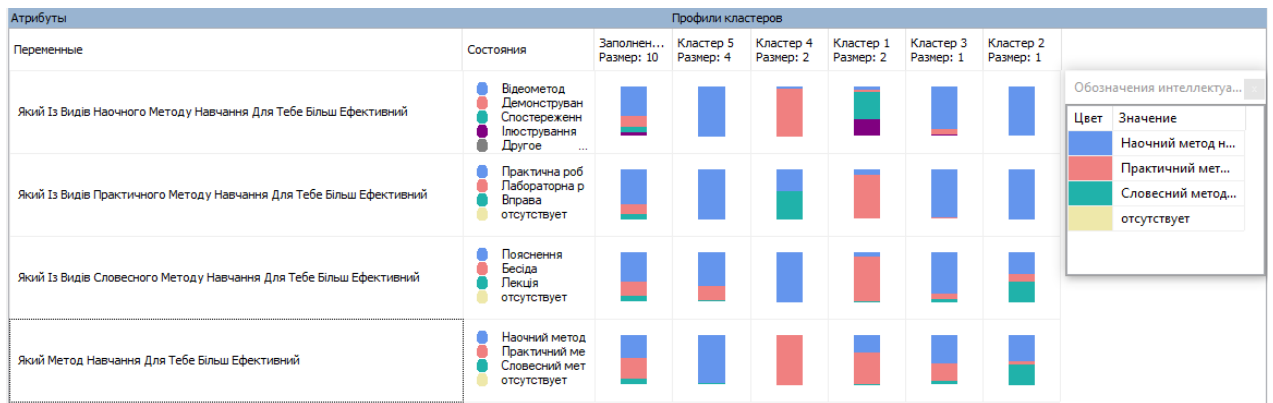 Атрибуты
Профили кластеров
Переменные
Состояния
Заполнен...
Размер: 10
Кластер 5
Размер: 4
Кластер 4
Размер: 2
Кластер 1
Размер: 2
Кластер 3
Размер: 1
Кластер 2
Размер: 1
Який Із Видів Наочного Методу Навчання Для Тебе Більш Ефективний
Відеометод
Демонструван
Спостереженн
Ілюстрування
Другое ...
Який Із Видів Практичного Методу Навчання Для Тебе Більш Ефективний
Практична роб
Лабораторна р
Вправа
отсутствует
Який Із Видів Словесного Методу Навчання Для Тебе Більш Ефективний
Пояснення
Бесіда
Лекція
отсутствует
Який Метод Навчання Для Тебе Більш Ефективний
Наочний метод
Практичний ме
Словесний мет
отсутствует
Обозначения интеллектуа...
Цвет Значение
Наочний метод н...
Практичний мет...
Словесний метод...
отсутствует